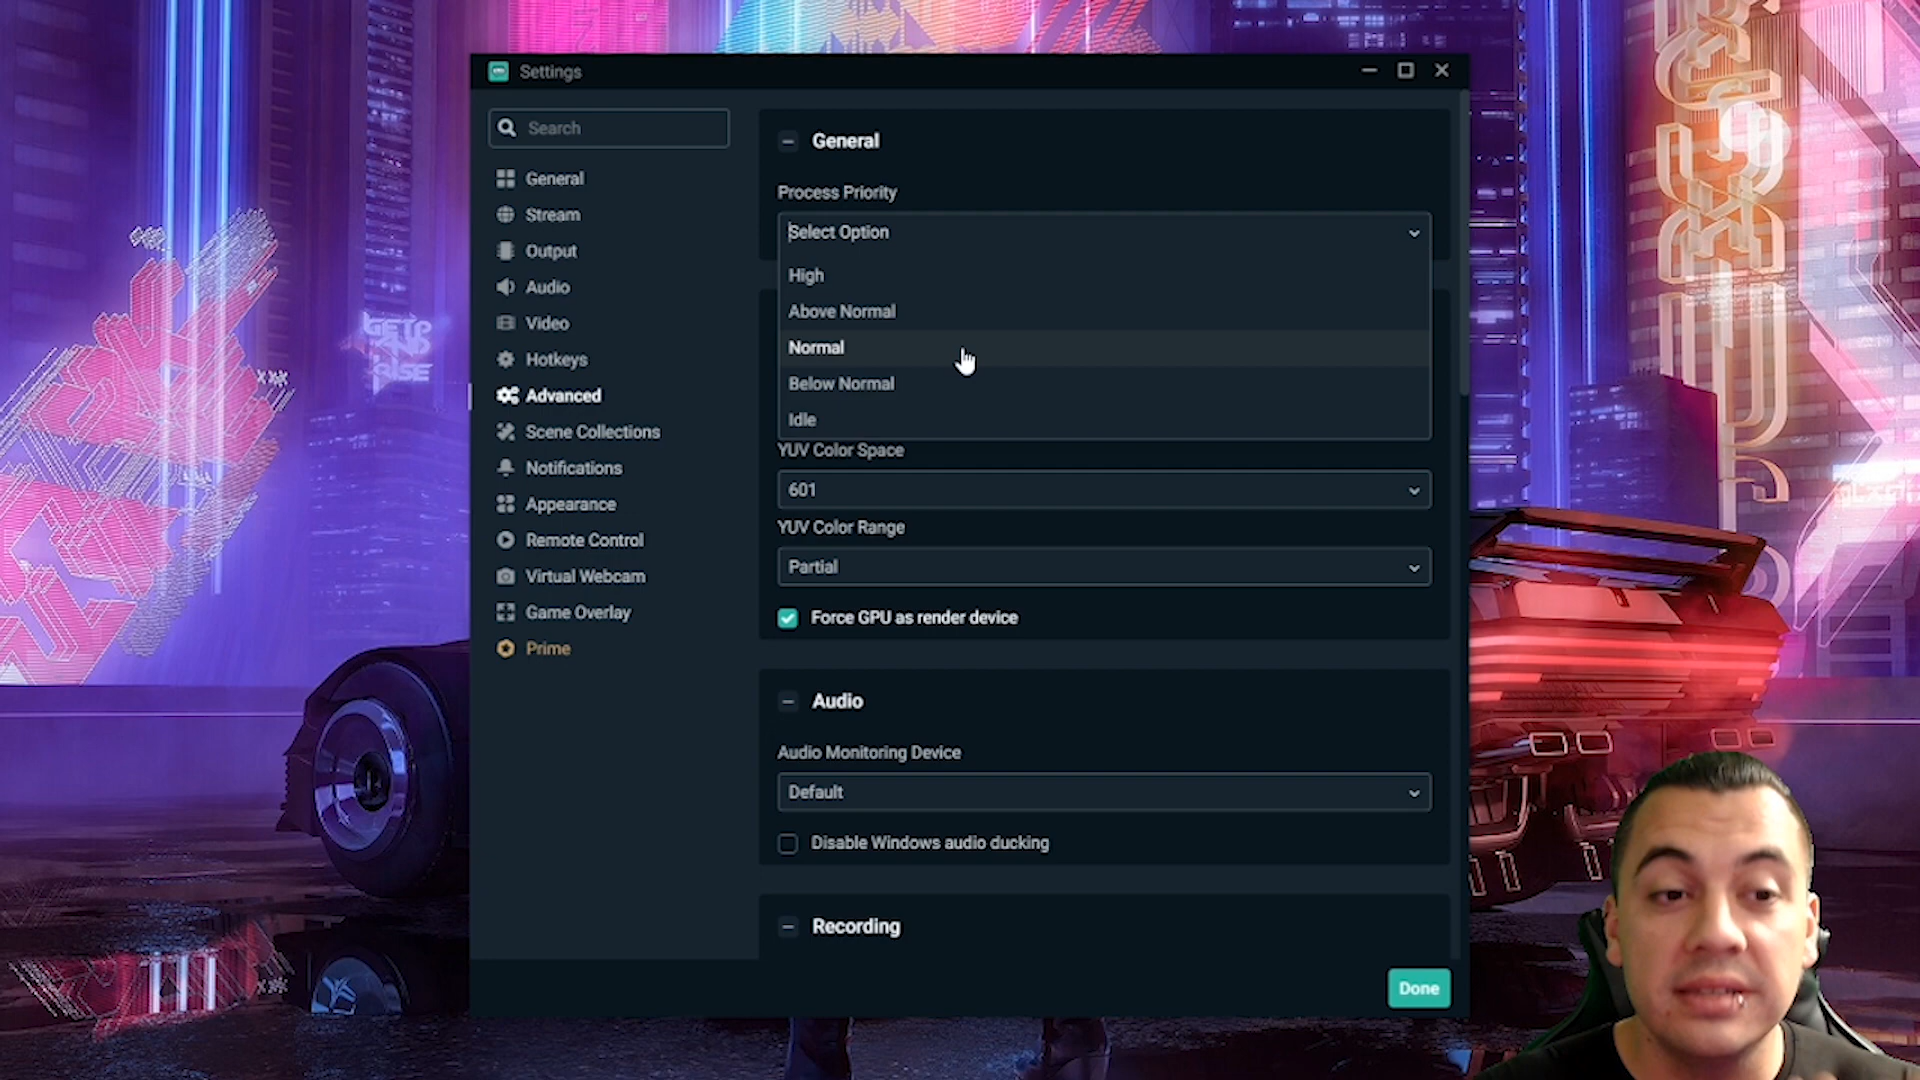 Settings
Search
General
Stream
Output
Audio
Video
Hotkeys
Advanced
Scene Collections
Notifications
Appearance
Remote Control
Virtual Webcam
Game Overlay
Prime
General
Process Priority
Select Option
High
Above Normal
Normal
Below Normal
Idle
YUV Color Space
601
YUV Color Range
Partial
Force GPU as render device
Audio
Audio Monitoring Device
Default
Disable Windows audio ducking
Recording
Done